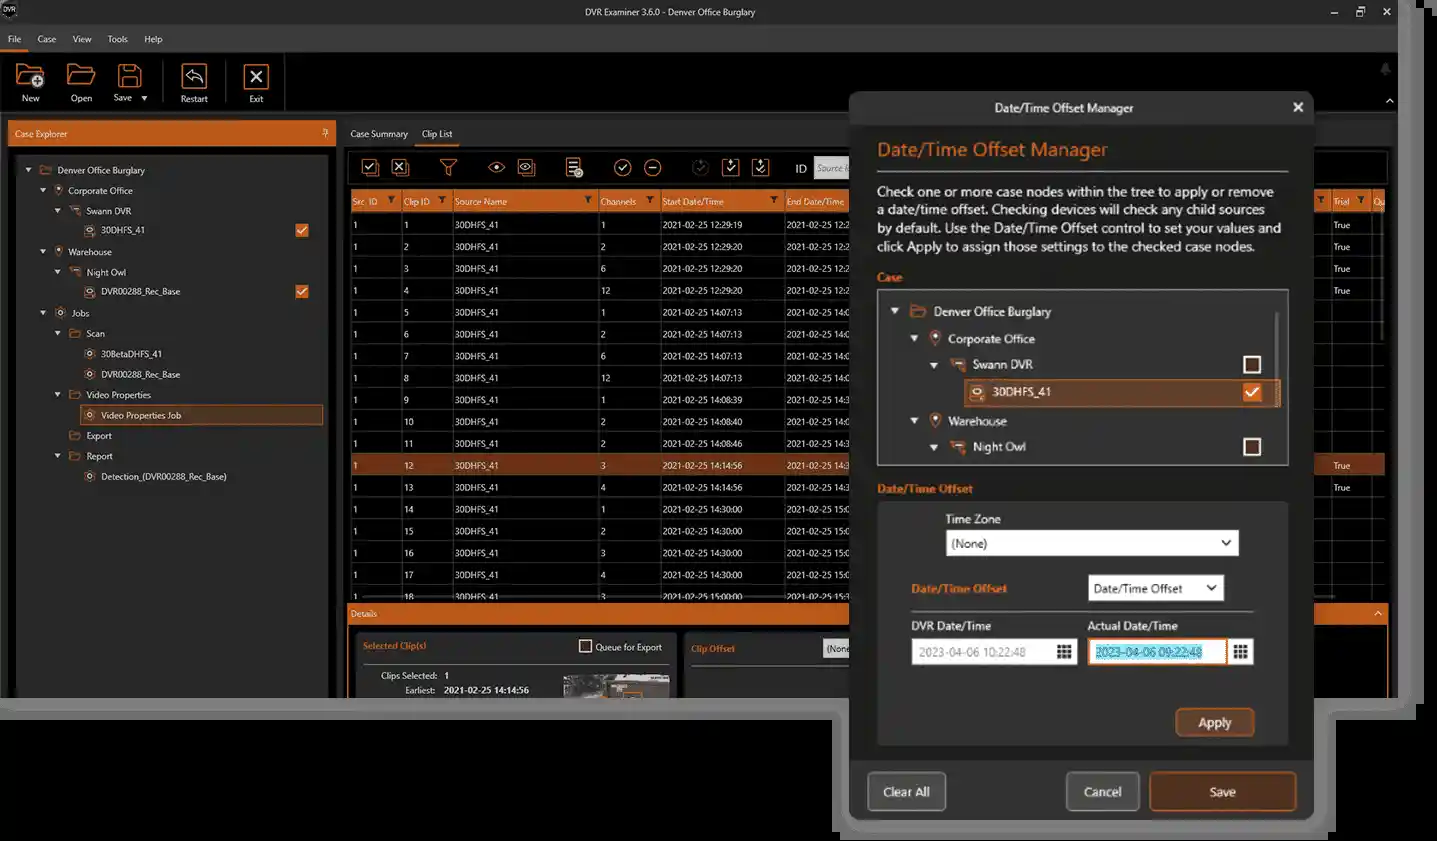 DVR
DVR Examiner 3.6.0 - Denver Office Burglary
File Case View Tools Help
New Open Save Restart Exit
Case Explorer
Denver Office Burglary
Corporate Office
Swann DVR
30DHFS_41
Warehouse
Night Owl
DVR00288_Rec_Base
Jobs
Scan
30BetaDHFS_41
DVR00288_Rec_Base
Video Properties
Video Properties Job
Export
Report
Detection_(DVR00288_Rec_Base)
Case Summary Clip List
ID Source
Src. ID Clip ID Source Name Channels Start Date/Time End Date/Time Trial
1 1 30DHFS_41 1 2021-02-25 12:29:19 2021-02-25 12:2 True
1 2 30DHFS_41 2 2021-02-25 12:29:20 2021-02-25 12:2 True
1 3 30DHFS_41 6 2021-02-25 12:29:20 2021-02-25 12:2 True
1 4 30DHFS_41 12 2021-02-25 12:29:20 2021-02-25 12:2 True
1 5 30DHFS_41 1 2021-02-25 14:07:13 2021-02-25 14:2
1 6 30DHFS_41 2 2021-02-25 14:07:13 2021-02-25 14:2
1 7 30DHFS_41 6 2021-02-25 14:07:13 2021-02-25 14:2
1 8 30DHFS_41 12 2021-02-25 14:07:13 2021-02-25 14:2
1 9 30DHFS_41 1 2021-02-25 14:08:39 2021-02-25 14:3
1 10 30DHFS_41 2 2021-02-25 14:08:40 2021-02-25 14:2
1 11 30DHFS_41 2 2021-02-25 14:08:46 2021-02-25 14:3
1 12 30DHFS_41 3 2021-02-25 14:14:56 2021-02-25 14:3 True
1 13 30DHFS_41 4 2021-02-25 14:14:56 2021-02-25 14:3 True
1 14 30DHFS_41 1 2021-02-25 14:30:00 2021-02-25 15:0
1 15 30DHFS_41 2 2021-02-25 14:30:00 2021-02-25 15:0
1 16 30DHFS_41 3 2021-02-25 14:30:00 2021-02-25 15:0
1 17 30DHFS_41 4 2021-02-25 14:30:00 2021-02-25 15:0
1 18 30DHFS_41 3 2021-02-25 15:00:00 2021-02-25 15:3
Details
Selected Clip(s) Queue for Export
Clips Selected: 1
Earliest: 2021-02-25 14:14:56
Clip Offset (None
Date/Time Offset Manager
Date/Time Offset Manager
Check one or more case nodes within the tree to apply or remove
a date/time offset. Checking devices will check any child sources
by default. Use the Date/Time Offset control to set your values and
click Apply to assign those settings to the checked case nodes.
Case
Denver Office Burglary
Corporate Office
Swann DVR
30DHFS_41
Warehouse
Night Owl
Date/Time Offset
Time Zone
(None)
Date/Time Offset Date/Time Offset
DVR Date/Time Actual Date/Time
2023-04-06 10:22:48 2023-04-06 09:22:48
Apply
Clear All Cancel Save